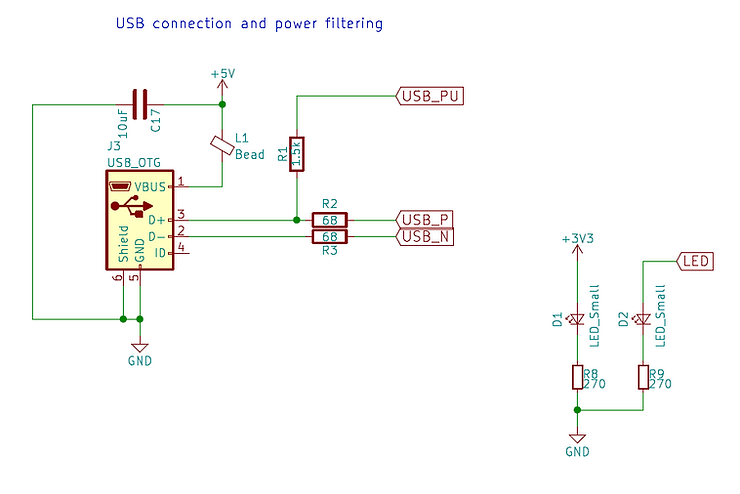 USB connection and power filtering
+5V
10uF
C17
USB_PU
L1
Bead
R1
1.5k
J3
USB_OTG
VBUS
1
D+
3
D-
2
ID
4
Shield
GND
6
5
R2
68
USB_P
68
USB_N
R3
GND
+3V3
LED
D1
LED_Small
D2
LED_Small
R8
270
R9
270
GND